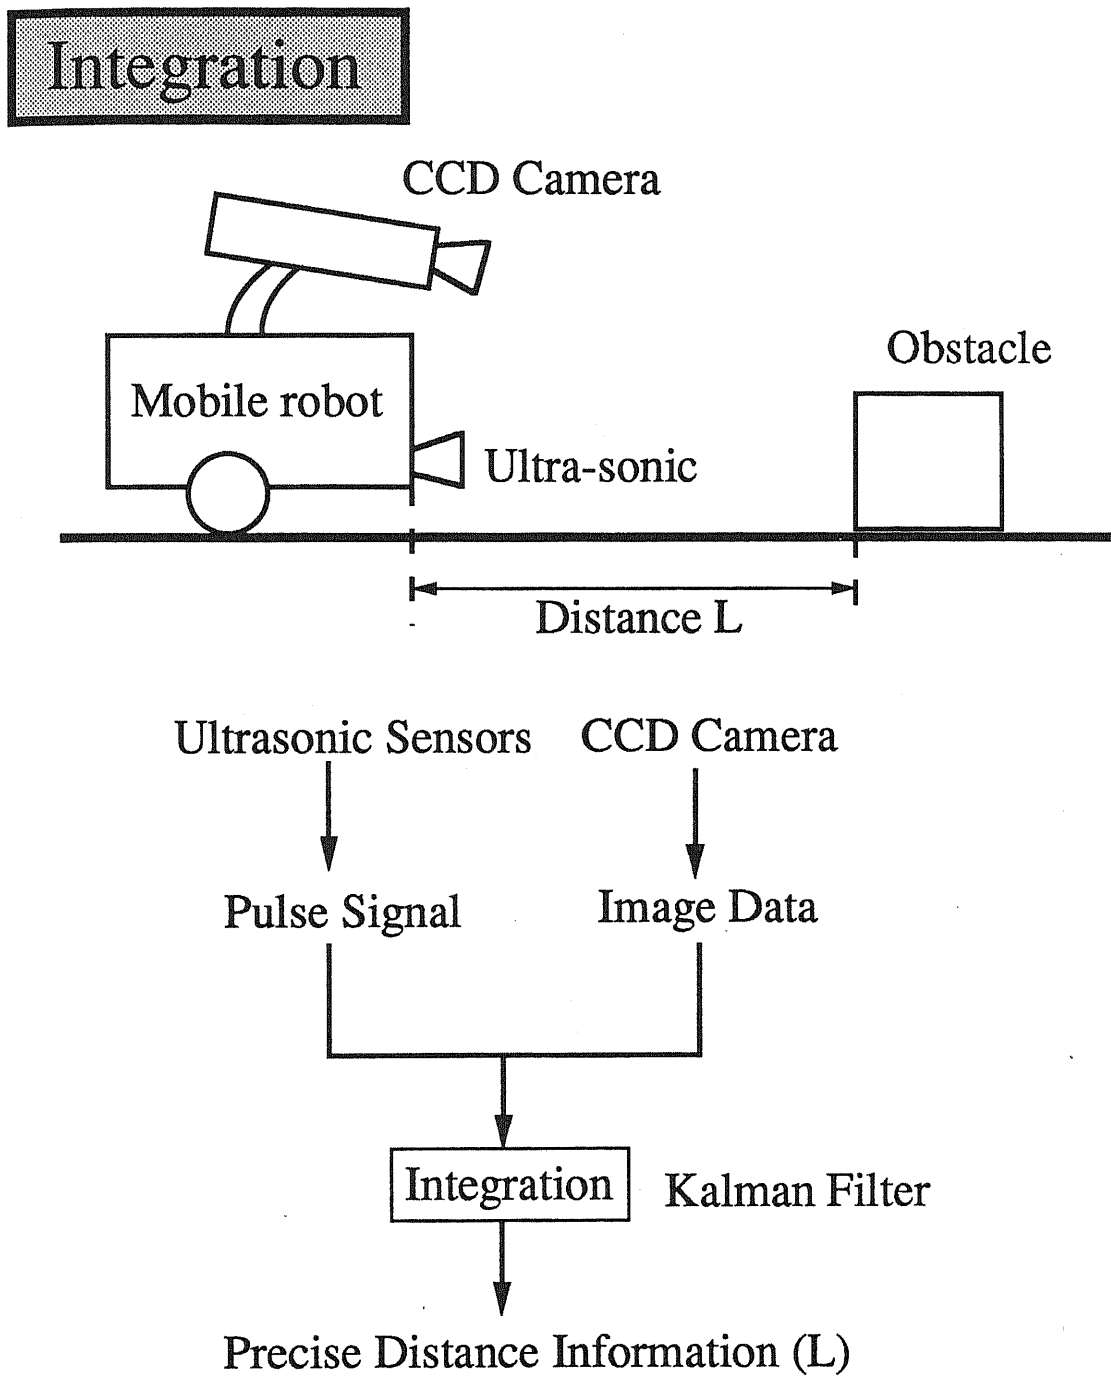 Integration
CCD Camera
Obstacle
Mobile robot
Ultra-sonic
Distance L
Ultrasonic Sensors
CCD Camera
Pulse Signal
Image Data
Integration
Kalman Filter
Precise Distance Information (L)